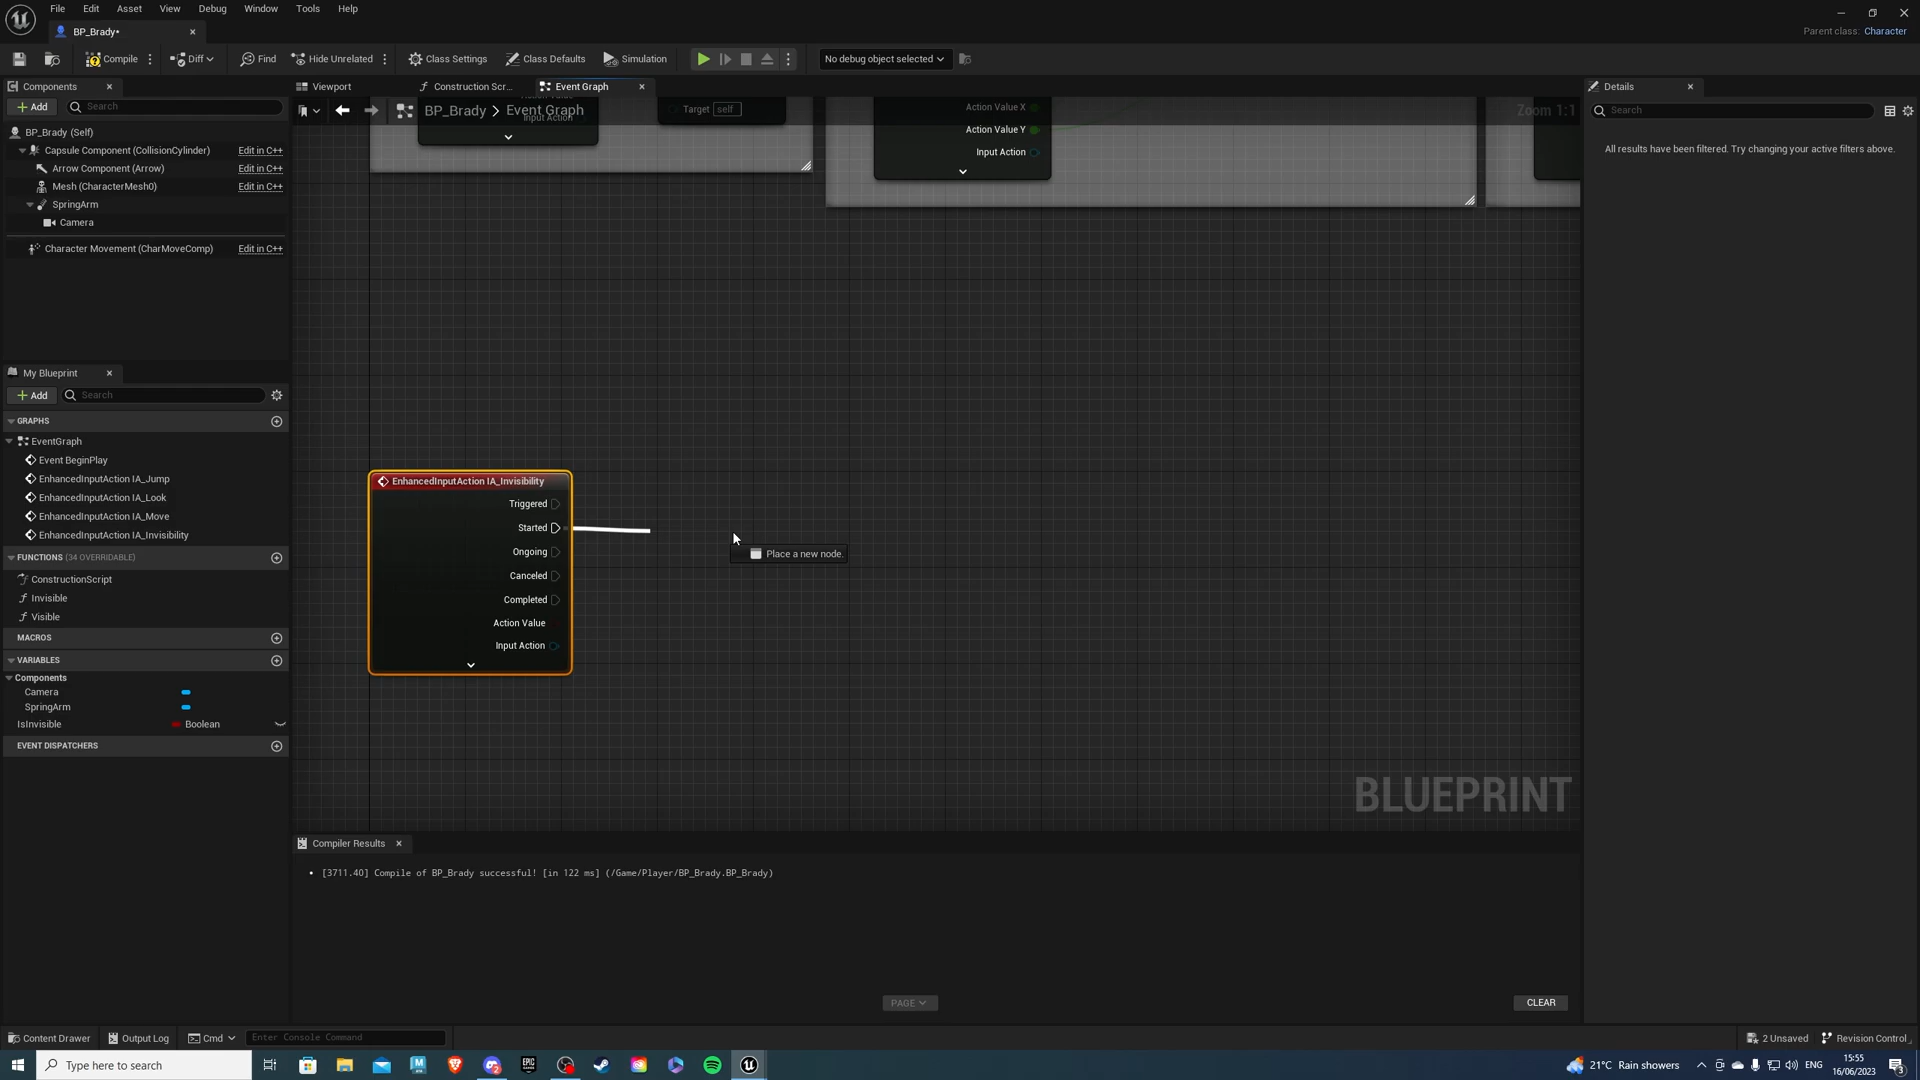 File Edit Asset View Debug Window Tools Help
BP_Brady•
Parent class: Character
Compile Diff Find Hide Unrelated Class Settings Class Defaults Simulation No debug object selected
Components
Viewport Construction Scr... Event Graph
Details
Add Search
BP_Brady > Event Graph
Zoom 1:1
Search
BP_Brady (Self)
Capsule Component (CollisionCylinder) Edit in C++
Arrow Component (Arrow) Edit in C++
Mesh (CharacterMesh0) Edit in C++
SpringArm
Camera
Character Movement (CharMoveComp) Edit in C++
Input Action
Target self
Action Value X
Action Value Y
Input Action
All results have been filtered. Try changing your active filters above.
My Blueprint
Add Search
GRAPHS
EventGraph
Event BeginPlay
EnhancedInputAction IA_Jump
EnhancedInputAction IA_Look
EnhancedInputAction IA_Move
EnhancedInputAction IA_Invisibility
FUNCTIONS (34 OVERRIDABLE)
ConstructionScript
Invisible
Visible
MACROS
VARIABLES
Components
Camera
SpringArm
IsInvisible Boolean
EVENT DISPATCHERS
EnhancedInputAction IA_Invisibility
Triggered
Started
Ongoing
Canceled
Completed
Action Value
Input Action
Place a new node.
BLUEPRINT
Compiler Results
[3711.40] Compile of BP_Brady successful! [in 122 ms] (/Game/Player/BP_Brady.BP_Brady)
PAGE
CLEAR
Content Drawer Output Log Cmd Enter Console Command
2 Unsaved Revision Control
Type here to search
21°C Rain showers
ENG
15:55
16/06/2023
3